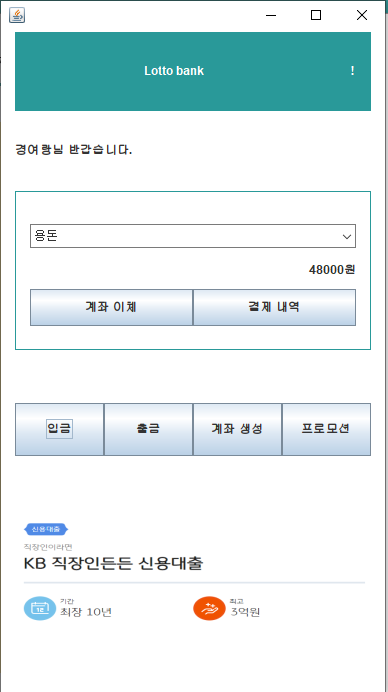 Lotto bank !
경여랑님 반갑습니다.
용돈
48000원
계좌 이체 결제 내역
입금 출금 계좌 생성 프로모션
신용대출
직장인이라면
KB 직장인든든 신용대출
기간 최고
최장 10년 3억원